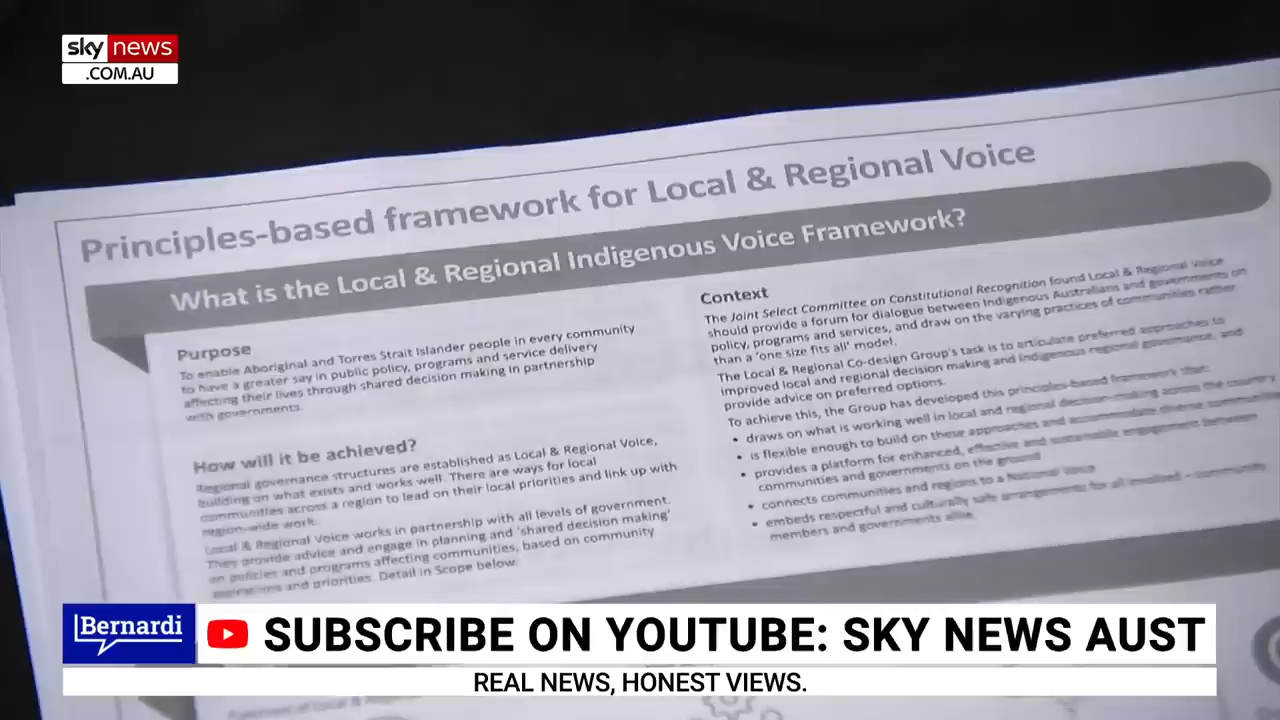 sky news
.COM.AU
Principles-based framework for Local & Regional Voice
What is the Local & Regional Indigenous Voice Framework?
Purpose
To enable Aboriginal and Torres Strait Islander people in every community
to have a greater say in public policy, programs and service delivery
affecting their lives through shared decision making in partnership
with governments.
How will it be achieved?
Regional governance structures are established as Local & Regional Voice,
building on what exists and works well. There are ways for local
communities across a region to lead on their local priorities and link up with
region-wide work.
Local & Regional Voice works in partnership with all levels of government.
They provide advice and engage in planning and 'shared decision making'
on policies and programs affecting communities, based on community
aspirations and priorities. Detail in Scope below.
Context
The Joint Select Committee on Constitutional Recognition found Local & Regional Voice
should provide a forum for dialogue between Indigenous Australians and governments on
policy, programs and services, and draw on the varying practices of communities rather
than a 'one size fits all' model.
The Local & Regional Co-design Group's task is to articulate preferred approaches to
improved local and regional decision making and Indigenous regional governance, and
provide advice on preferred options.
To achieve this, the Group has developed this principles-based framework that:
• draws on what is working well in local and regional decision-making across the country
• is flexible enough to build on these approaches and accommodate diverse
• provides a platform for enhanced, effective and sustainable engagement between
communities and governments on the ground
• connects communities and regions to a National Voice
• embeds respectful and culturally safe arrangements for all involved – community
members and governments alike.
Bernardi
SUBSCRIBE ON YOUTUBE: SKY NEWS AUST
REAL NEWS, HONEST VIEWS.